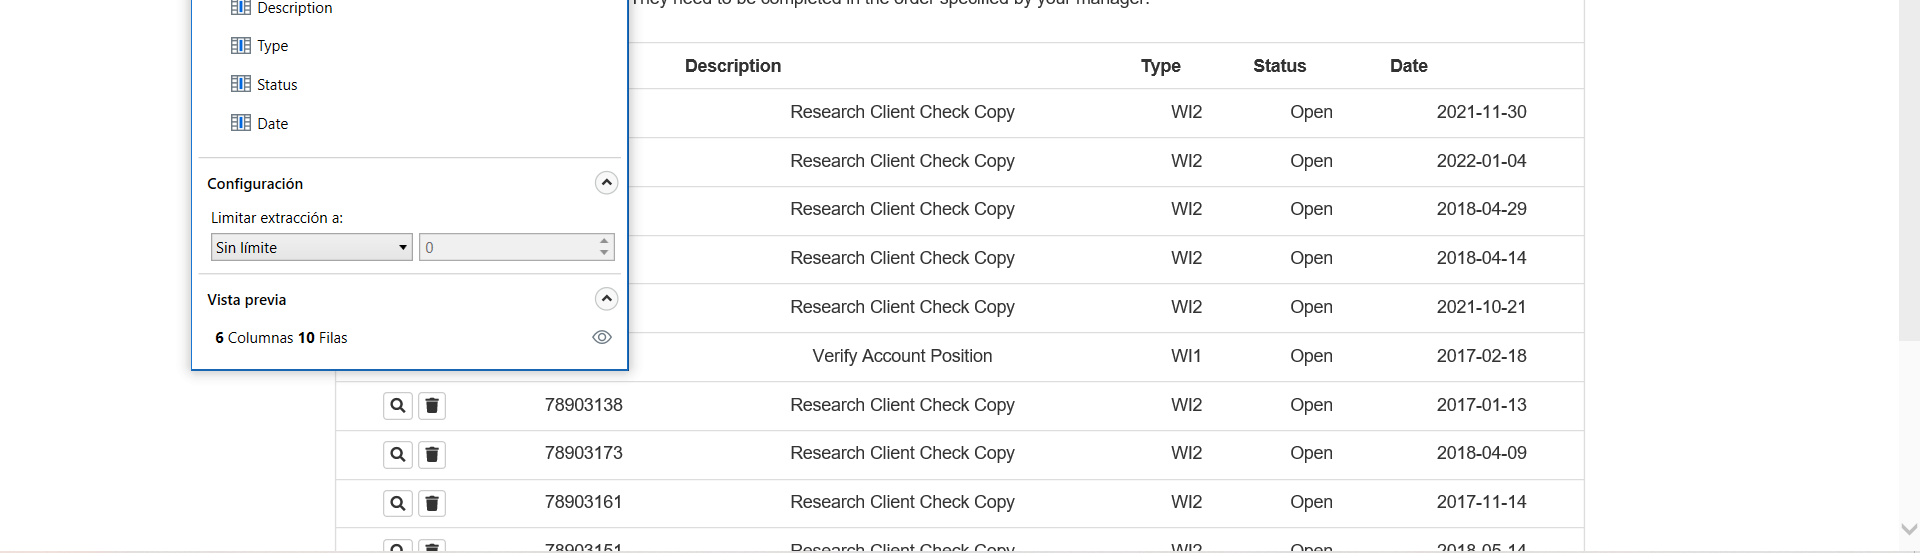 They need to be completed in the order specified by your manager.
Description
Type
Status
Date
Configuración
Limitar extracción a:
Sin límite 0
Vista previa
6 Columnas 10 Filas
Description Type Status Date
Research Client Check Copy WI2 Open 2021-11-30
Research Client Check Copy WI2 Open 2022-01-04
Research Client Check Copy WI2 Open 2018-04-29
Research Client Check Copy WI2 Open 2018-04-14
Research Client Check Copy WI2 Open 2021-10-21
Verify Account Position WI1 Open 2017-02-18
78903138 Research Client Check Copy WI2 Open 2017-01-13
78903173 Research Client Check Copy WI2 Open 2018-04-09
78903161 Research Client Check Copy WI2 Open 2017-11-14
78903151 Research Client Check Copy WI2 Open 2018-05-14